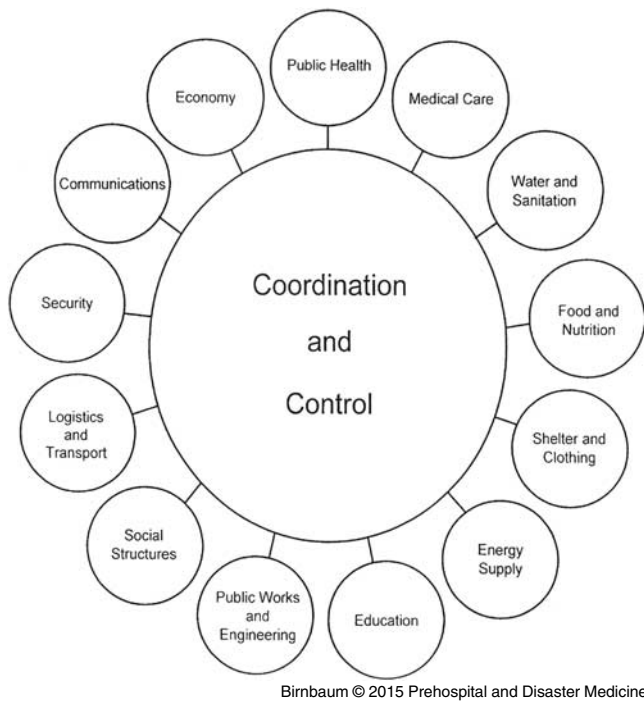 Public Health
Medical Care
Water and
Sanitation
Food and
Nutrition
Shelter and
Clothing
Energy
Supply
Education
Public Works
and
Engineering
Social
Structures
Logistics
and
Transport
Security
Communications
Economy
Coordination
and
Control
Birnbaum © 2015 Prehospital and Disaster Medicine